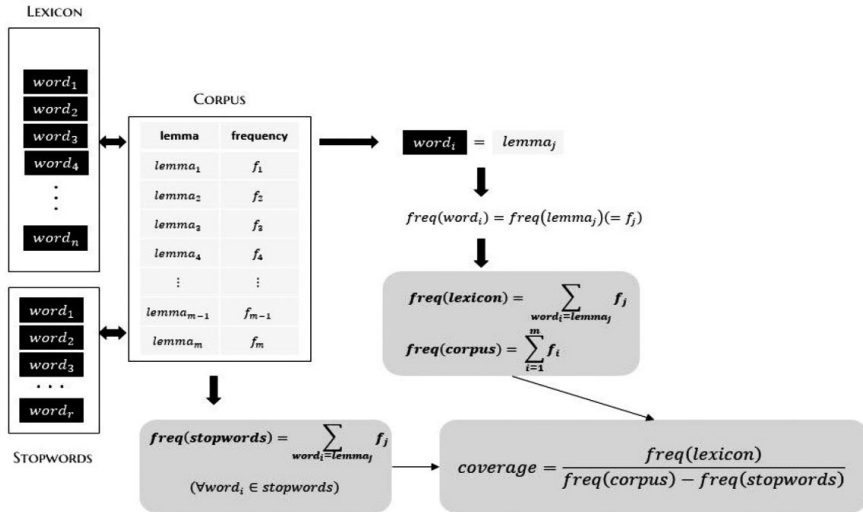 LEXICON
word₁
word₂
word₃
word₄
⋮
wordₙ
CORPUS
lemma frequency
lemma₁ f₁
lemma₂ f₂
lemma₃ f₃
lemma₄ f₄
⋮ ⋮
lemmaₘ₋₁ fₘ₋₁
lemmaₘ fₘ
word₁
word₂
word₃
...
wordᵣ
STOPWORDS
wordᵢ = lemmaⱼ
freq(wordᵢ) = freq(lemmaⱼ)(= fⱼ)
freq(lexicon) = ∑_{wordᵢ=lemmaⱼ} fⱼ
freq(corpus) = ∑_{i=1}^{m} fᵢ
freq(stopwords) = ∑_{wordᵢ=lemmaⱼ} fⱼ
(∀wordᵢ ∈ stopwords)
coverage = freq(lexicon) / freq(corpus) − freq(stopwords)